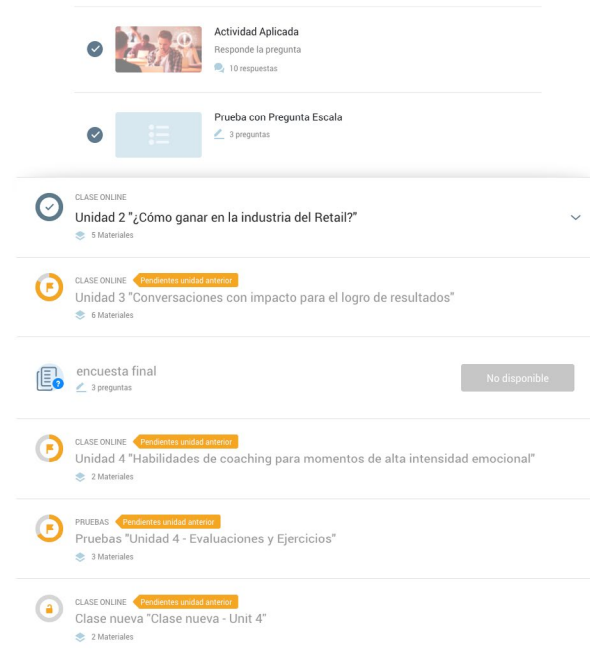 Actividad Aplicada
Responde la pregunta
10 respuestas
Prueba con Pregunta Escala
3 preguntas
CLASE ONLINE
Unidad 2 "¿Cómo ganar en la industria del Retail?"
5 Materiales
CLASE ONLINE Pendientes unidad anterior
Unidad 3 "Conversaciones con impacto para el logro de resultados"
6 Materiales
encuesta final
3 preguntas
No disponible
CLASE ONLINE Pendientes unidad anterior
Unidad 4 "Habilidades de coaching para momentos de alta intensidad emocional"
2 Materiales
PRUEBAS Pendientes unidad anterior
Pruebas "Unidad 4 - Evaluaciones y Ejercicios"
3 Materiales
CLASE ONLINE Pendientes unidad anterior
Clase nueva "Clase nueva - Unit 4"
2 Materiales